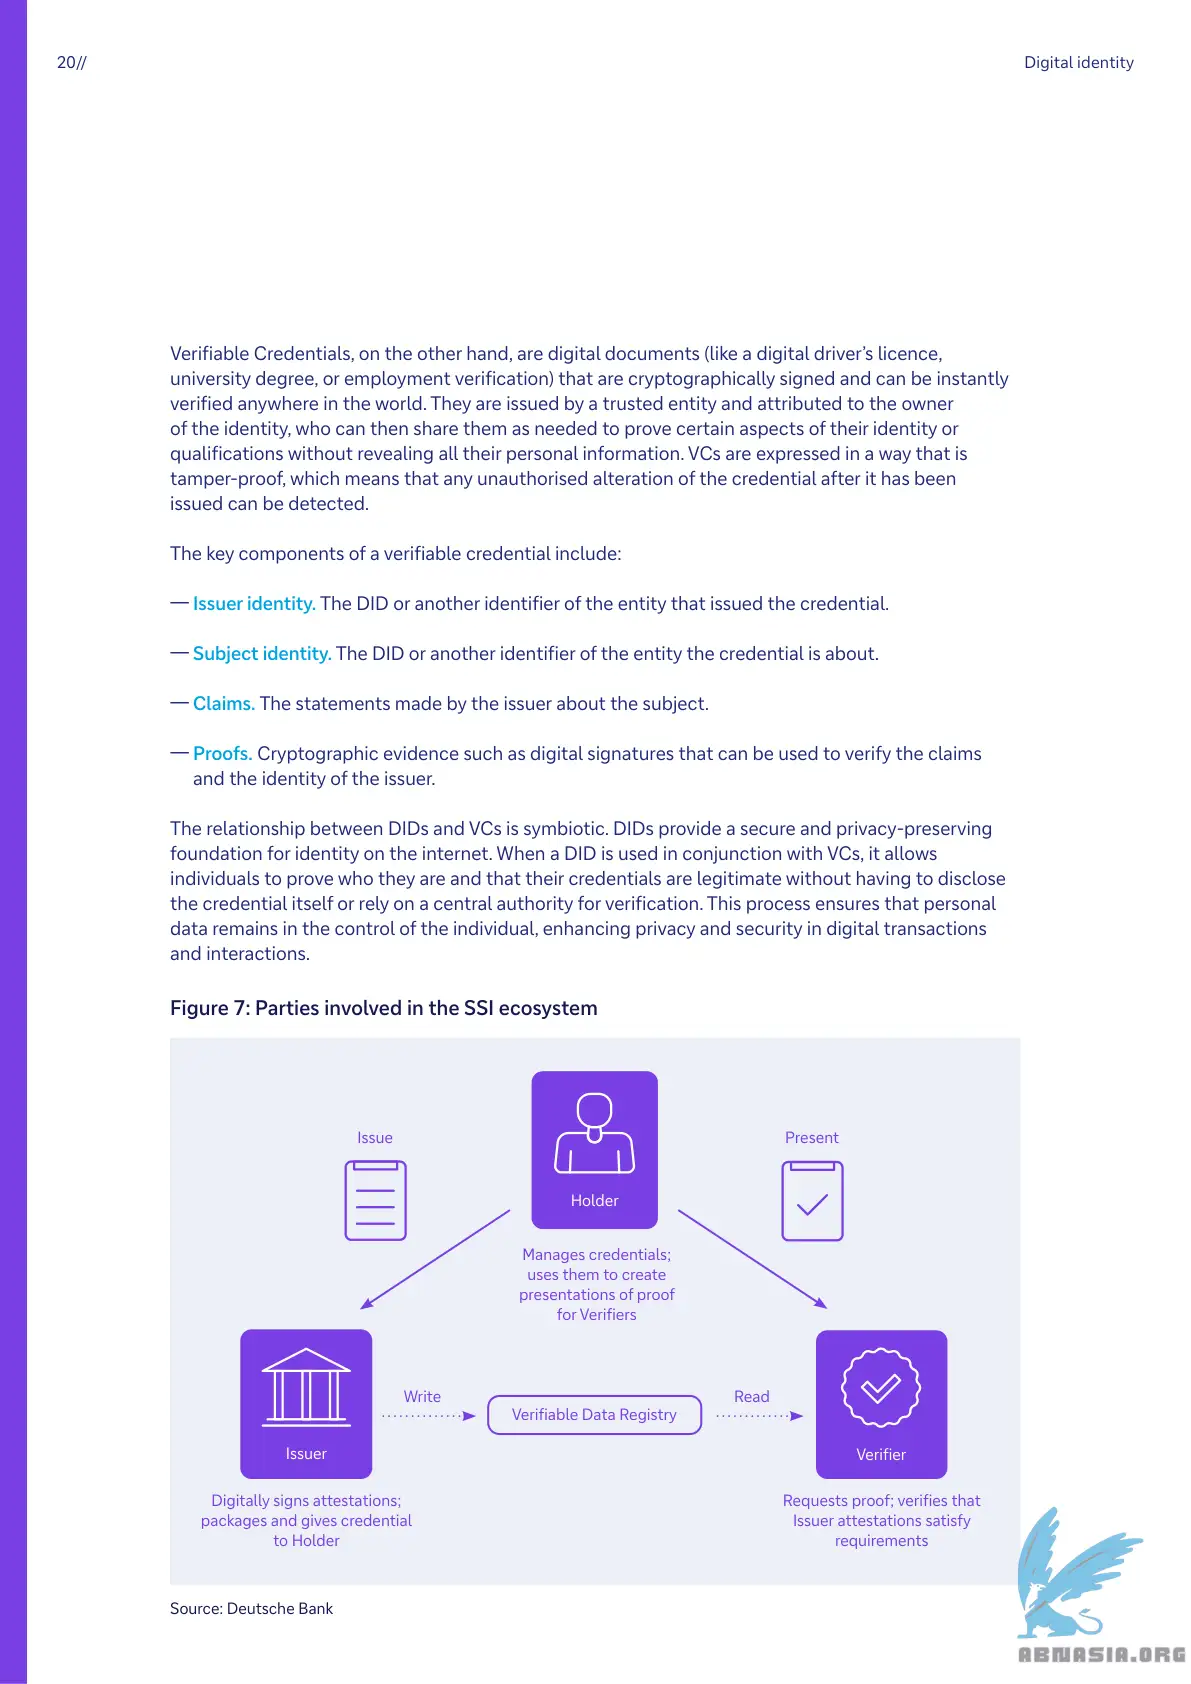 20//
Digital identity
Verifiable Credentials, on the other hand, are digital documents (like a digital driver’s licence,
university degree, or employment verification) that are cryptographically signed and can be instantly
verified anywhere in the world. They are issued by a trusted entity and attributed to the owner
of the identity, who can then share them as needed to prove certain aspects of their identity or
qualifications without revealing all their personal information. VCs are expressed in a way that is
tamper-proof, which means that any unauthorised alteration of the credential after it has been
issued can be detected.
The key components of a verifiable credential include:
— Issuer identity. The DID or another identifier of the entity that issued the credential.
— Subject identity. The DID or another identifier of the entity the credential is about.
— Claims. The statements made by the issuer about the subject.
— Proofs. Cryptographic evidence such as digital signatures that can be used to verify the claims
and the identity of the issuer.
The relationship between DIDs and VCs is symbiotic. DIDs provide a secure and privacy-preserving
foundation for identity on the internet. When a DID is used in conjunction with VCs, it allows
individuals to prove who they are and that their credentials are legitimate without having to disclose
the credential itself or rely on a central authority for verification. This process ensures that personal
data remains in the control of the individual, enhancing privacy and security in digital transactions
and interactions.
Figure 7: Parties involved in the SSI ecosystem
Issue
Present
Holder
Manages credentials;
uses them to create
presentations of proof
for Verifiers
Write
Read
Verifiable Data Registry
Issuer
Verifier
Digitally signs attestations;
packages and gives credential
to Holder
Requests proof; verifies that
Issuer attestations satisfy
requirements
Source: Deutsche Bank
ABNASIA.ORG